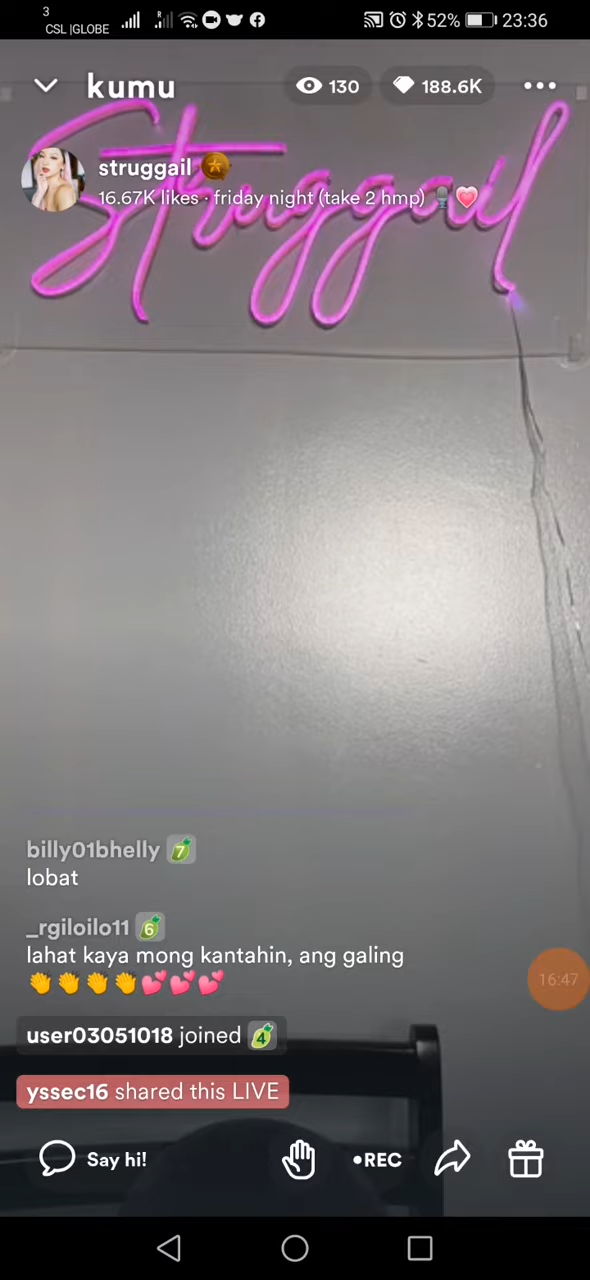 3
CSL |GLOBE
52%
23:36
kumu
130
188.6K
struggail
16.67K likes · friday night (take 2 hmp) 🎙️💗
Struggail
billy01bhelly 7
lobat
_rgiloilo11 6
lahat kaya mong kantahin, ang galing
👏👏👏👏💕💕💕
16:47
user03051018 joined 4
yssec16 shared this LIVE
Say hi!
•REC